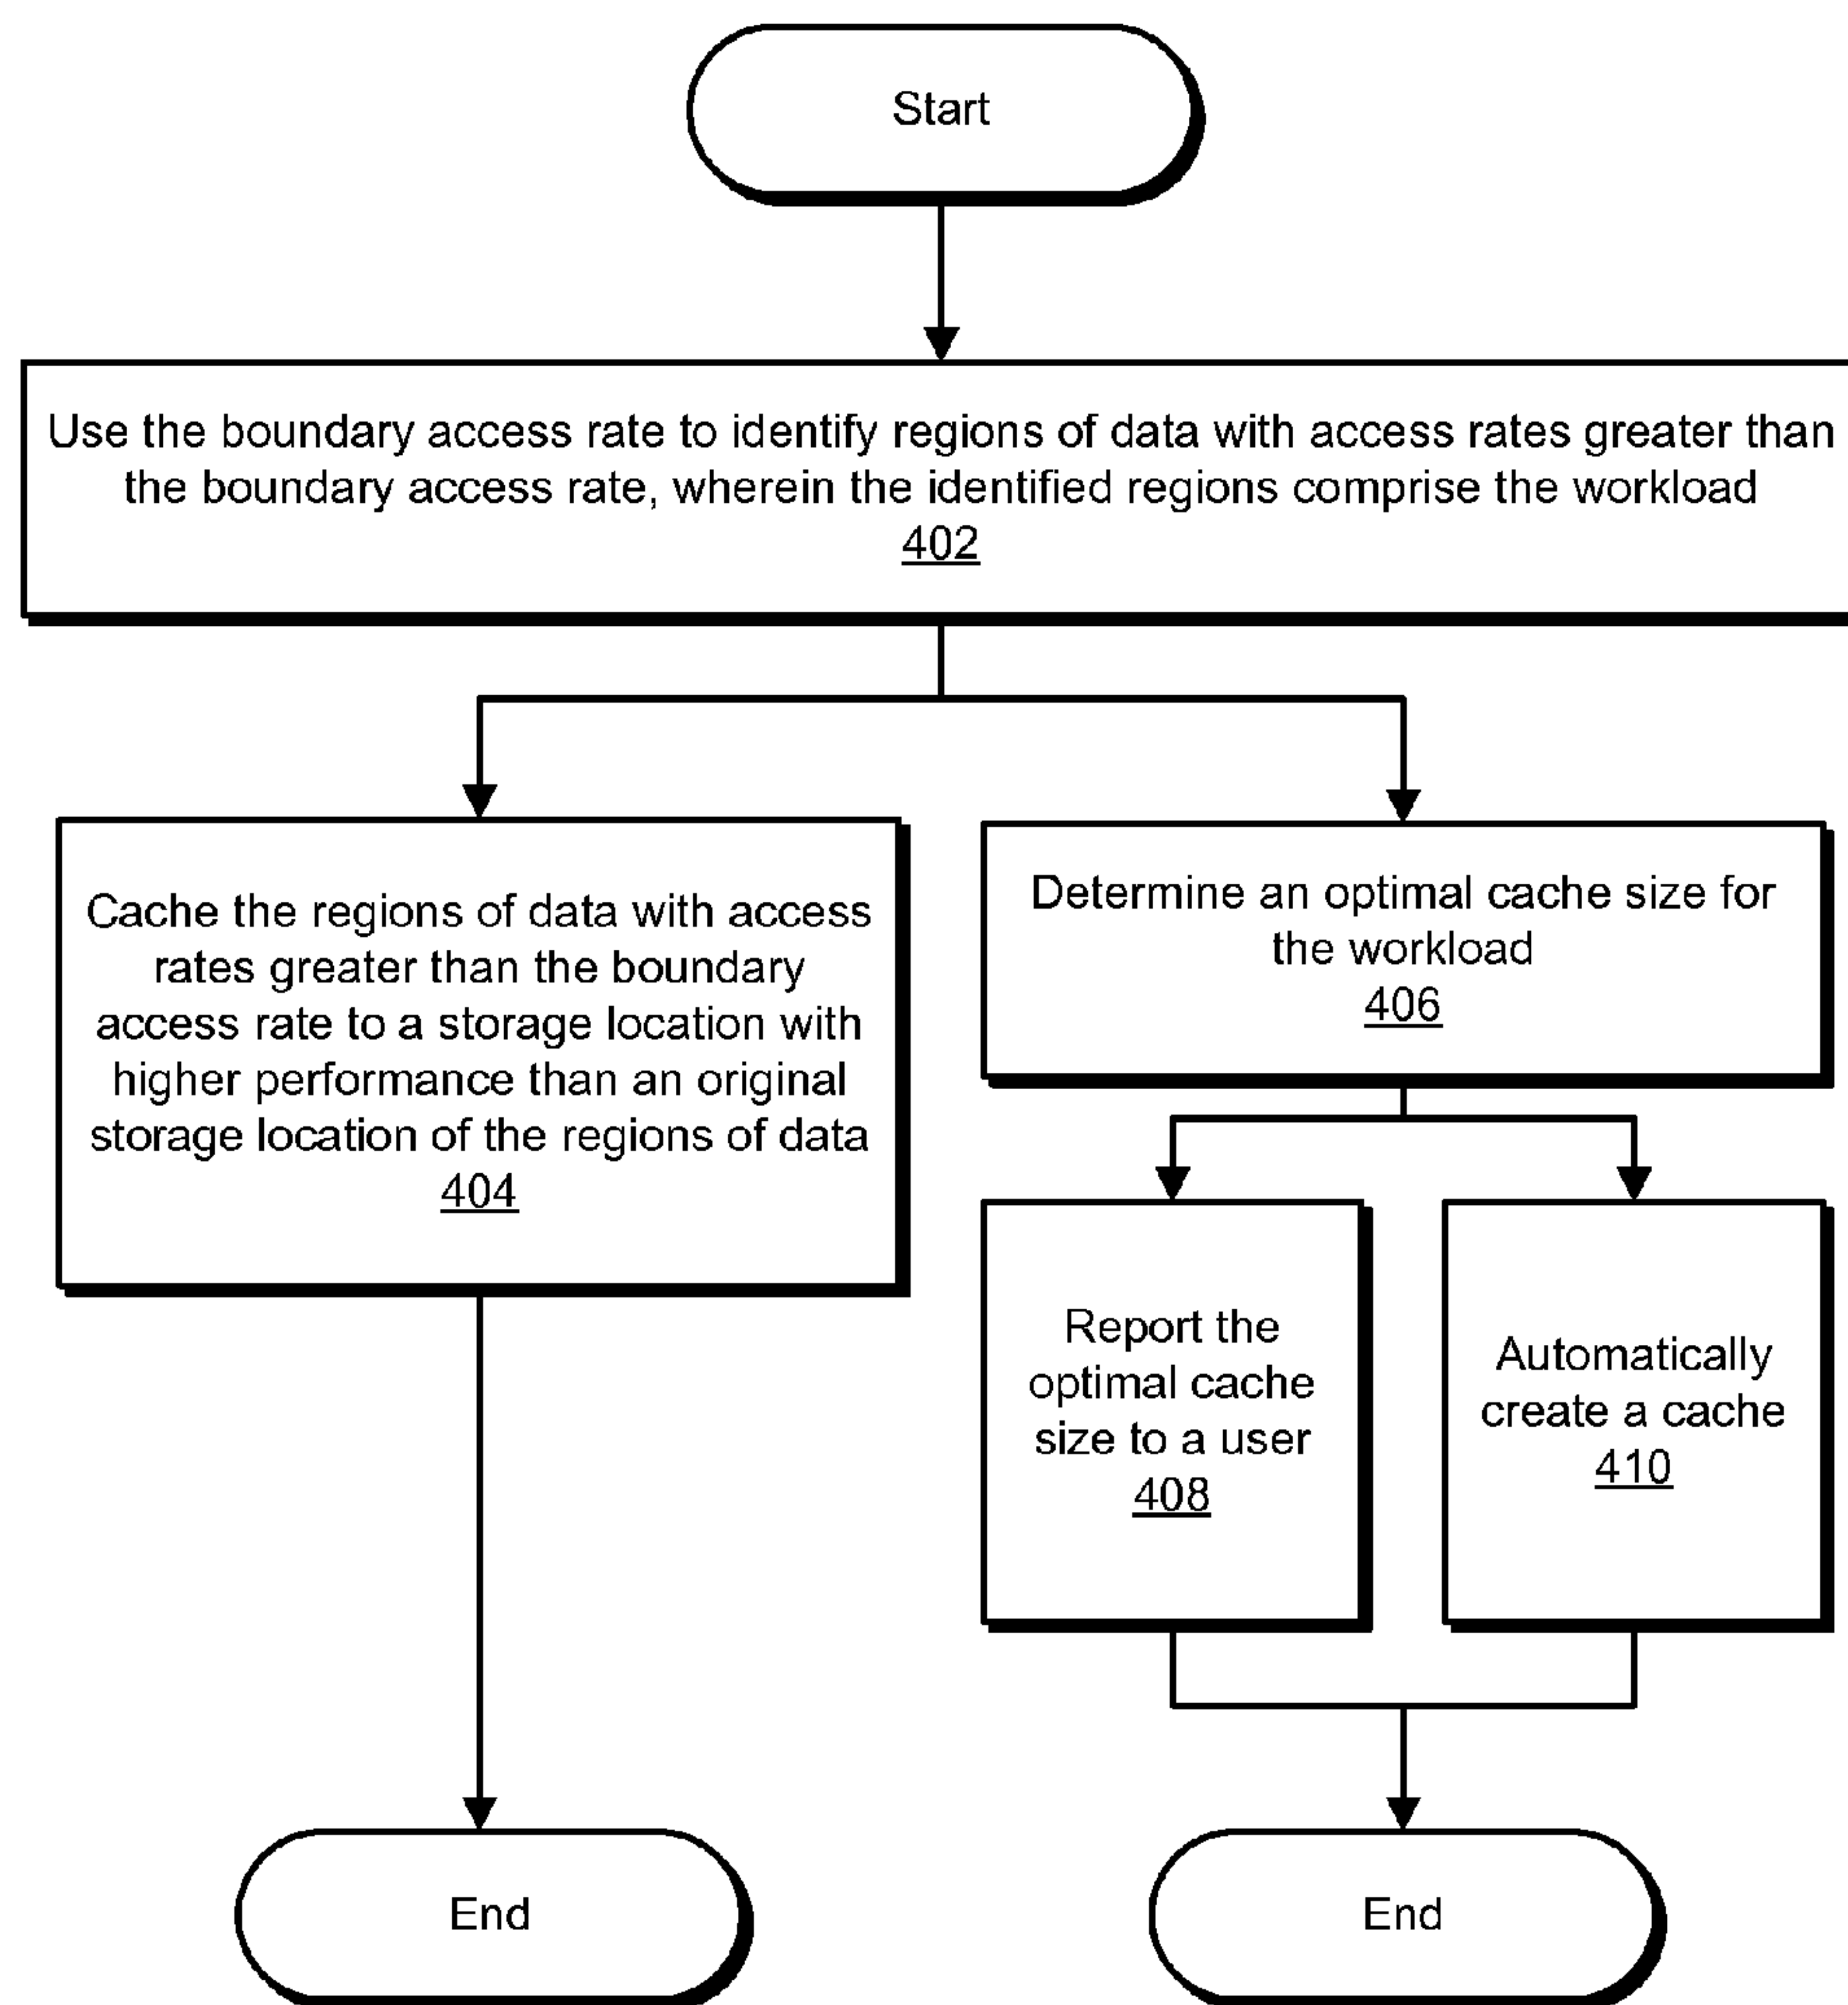 Start
Use the boundary access rate to identify regions of data with access rates greater than
the boundary access rate, wherein the identified regions comprise the workload
402
Cache the regions of data with access
rates greater than the boundary
access rate to a storage location with
higher performance than an original
storage location of the regions of data
404
Determine an optimal cache size for
the workload
406
Report the
optimal cache
size to a user
408
Automatically
create a cache
410
End
End